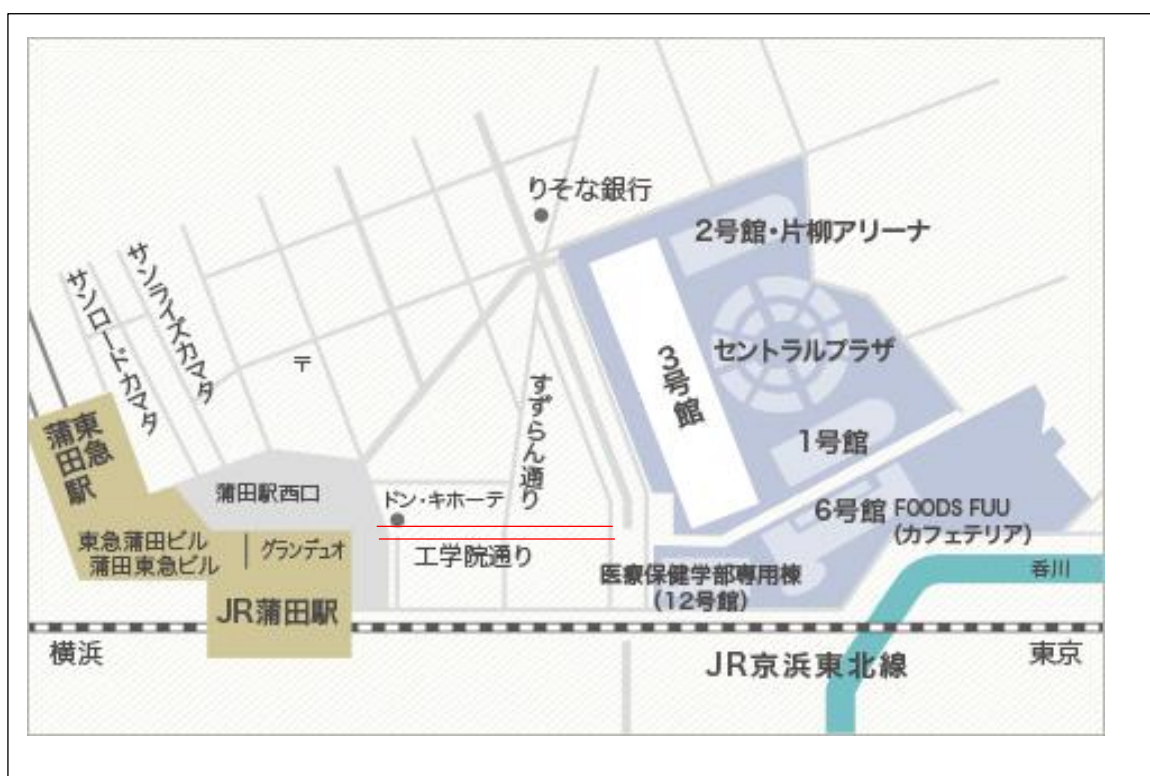 りそな銀行
2号館・片柳アリーナ
サンライズカマタ
サンロードカマタ
〒
3号館
セントラルプラザ
すずらん通り
1号館
東急
蒲田駅
蒲田駅西口
ドン・キホーテ
6号館 FOODS FUU
(カフェテリア)
東急蒲田ビル
蒲田東急ビル
グランデュオ
工学院通り
医療保健学部専用棟
(12号館)
呑川
JR蒲田駅
横浜
JR京浜東北線
東京